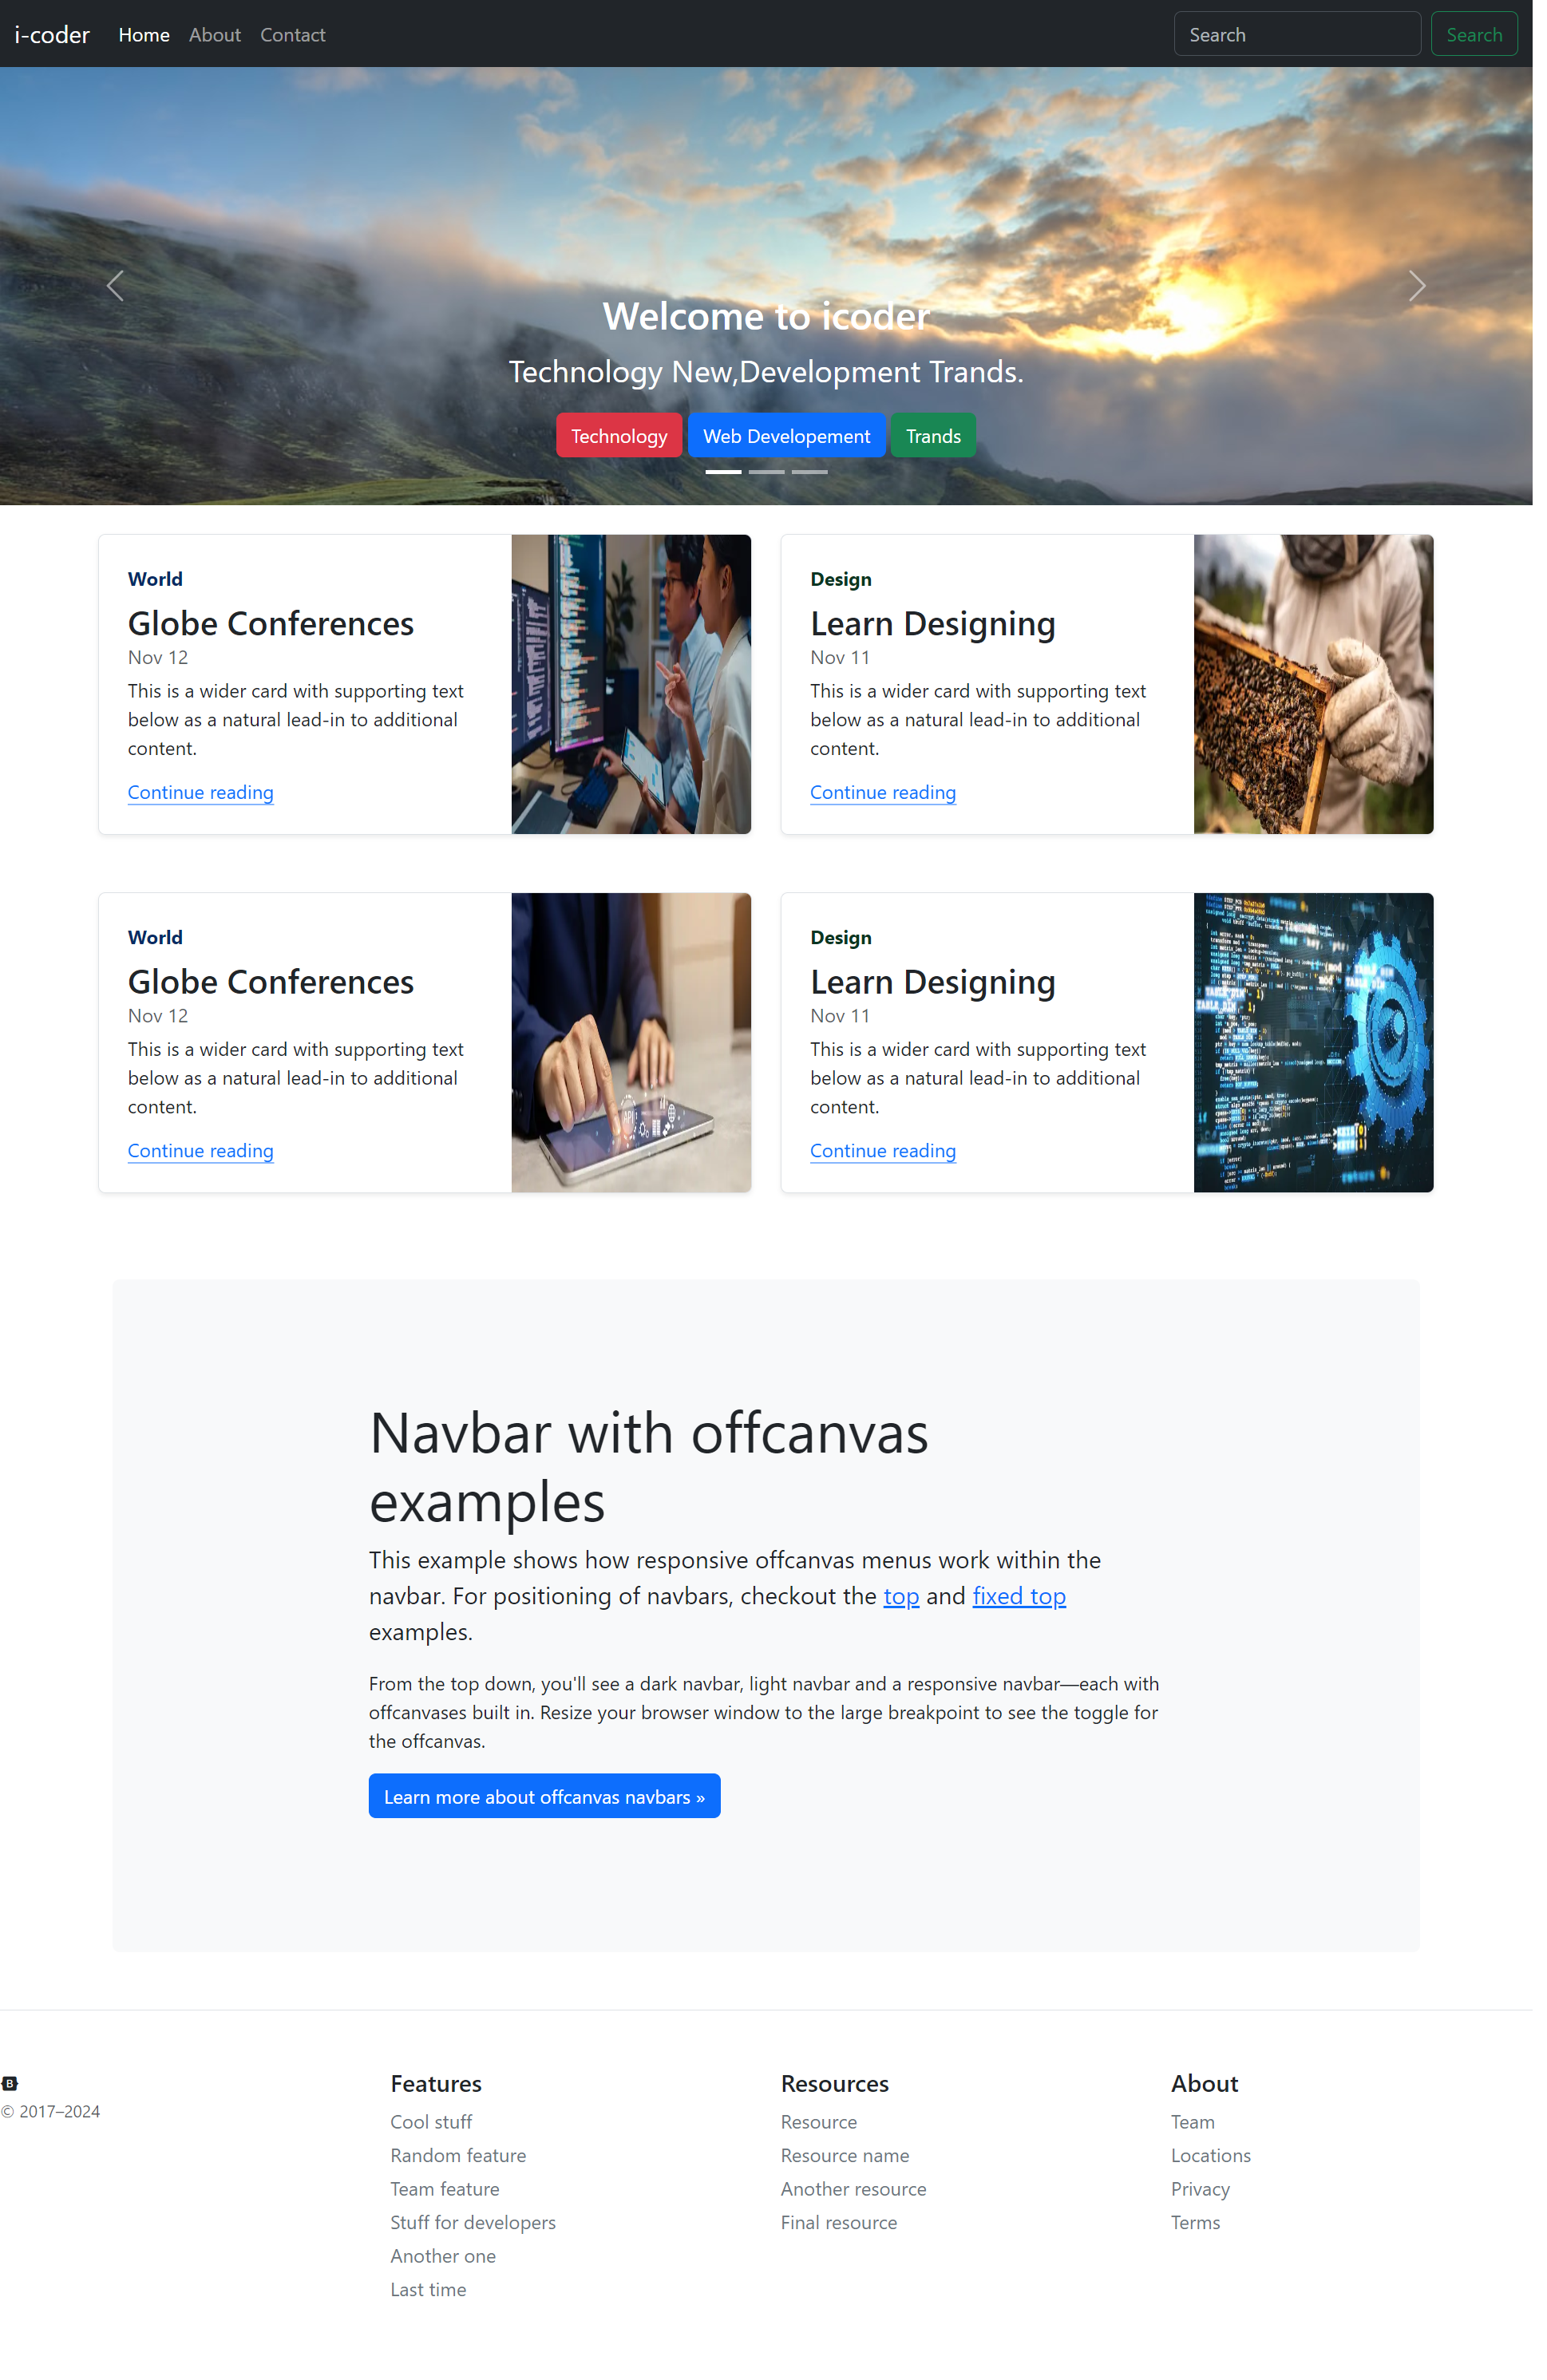 i-coder Home About Contact Search Search
Welcome to icoder
Technology New,Development Trands.
Technology Web Developement Trands
World
Globe Conferences
Nov 12
This is a wider card with supporting text
below as a natural lead-in to additional
content.
Continue reading
Design
Learn Designing
Nov 11
This is a wider card with supporting text
below as a natural lead-in to additional
content.
Continue reading
World
Globe Conferences
Nov 12
This is a wider card with supporting text
below as a natural lead-in to additional
content.
Continue reading
API
Design
Learn Designing
Nov 11
This is a wider card with supporting text
below as a natural lead-in to additional
content.
Continue reading
Navbar with offcanvas
examples
This example shows how responsive offcanvas menus work within the
navbar. For positioning of navbars, checkout the top and fixed top
examples.
From the top down, you'll see a dark navbar, light navbar and a responsive navbar—each with
offcanvases built in. Resize your browser window to the large breakpoint to see the toggle for
the offcanvas.
Learn more about offcanvas navbars »
B
© 2017–2024
Features
Cool stuff
Random feature
Team feature
Stuff for developers
Another one
Last time
Resources
Resource
Resource name
Another resource
Final resource
About
Team
Locations
Privacy
Terms